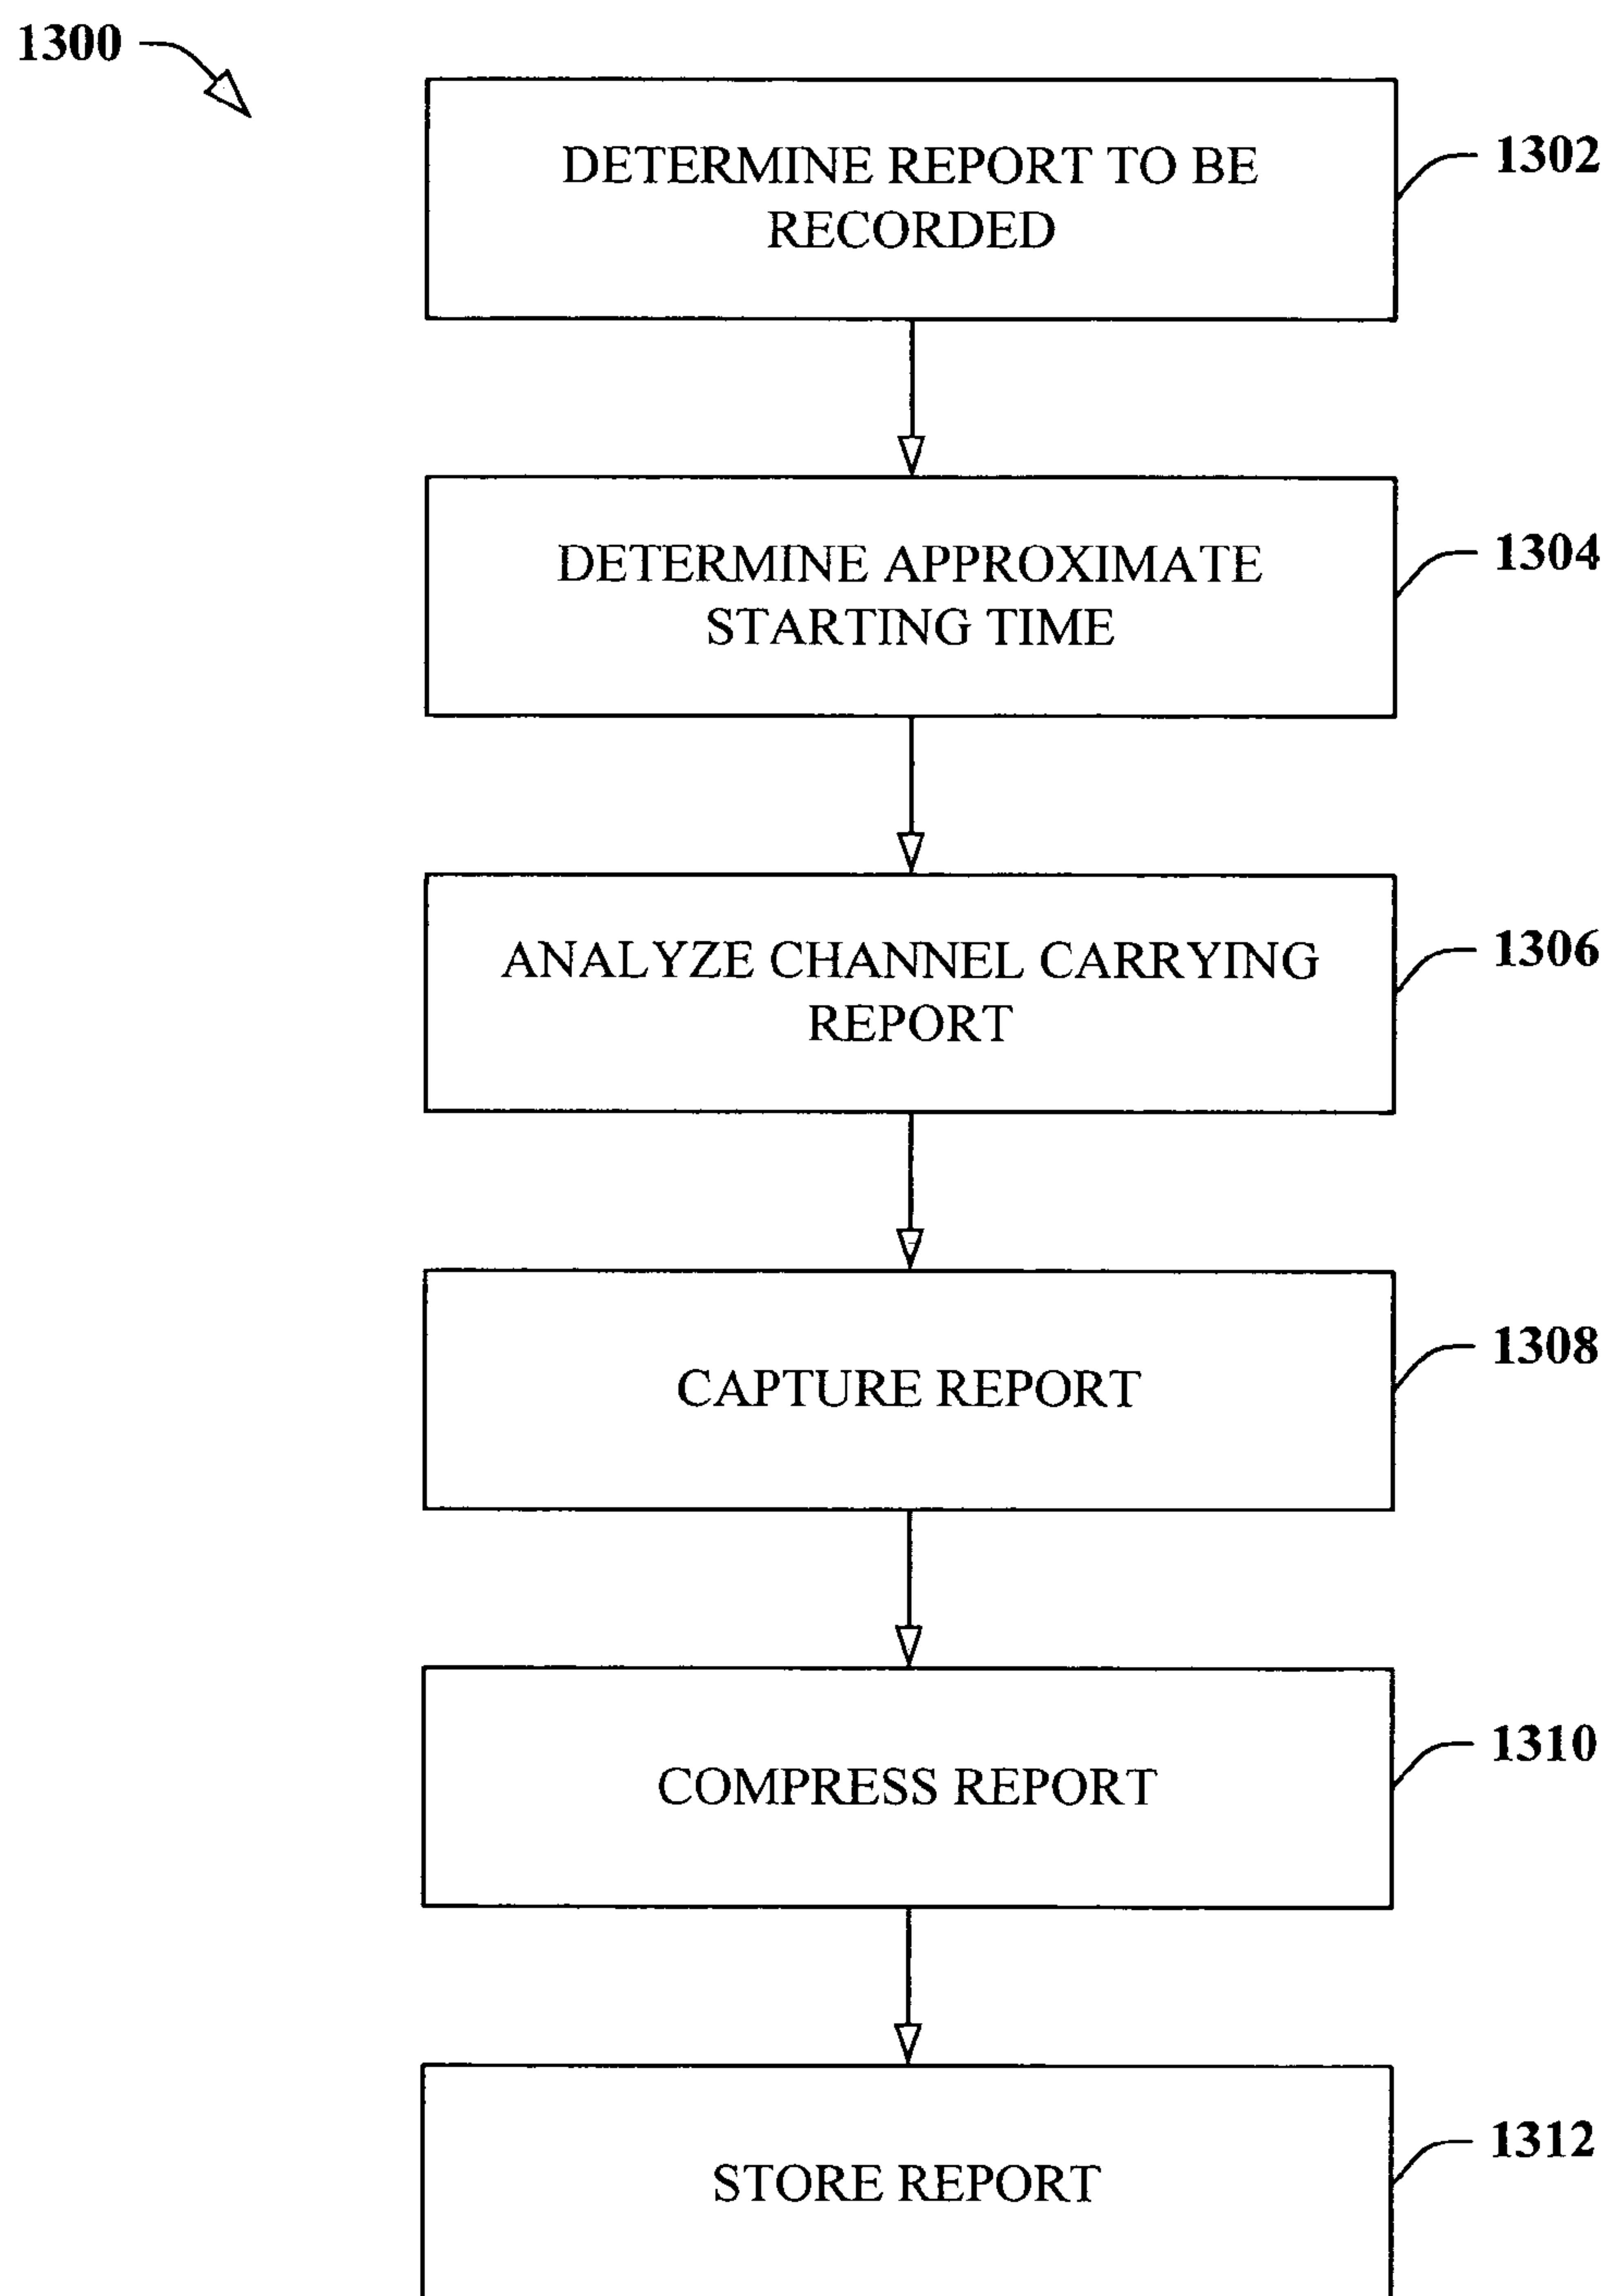 1300
DETERMINE REPORT TO BE
RECORDED
1302
DETERMINE APPROXIMATE
STARTING TIME
1304
ANALYZE CHANNEL CARRYING
REPORT
1306
CAPTURE REPORT
1308
COMPRESS REPORT
1310
STORE REPORT
1312